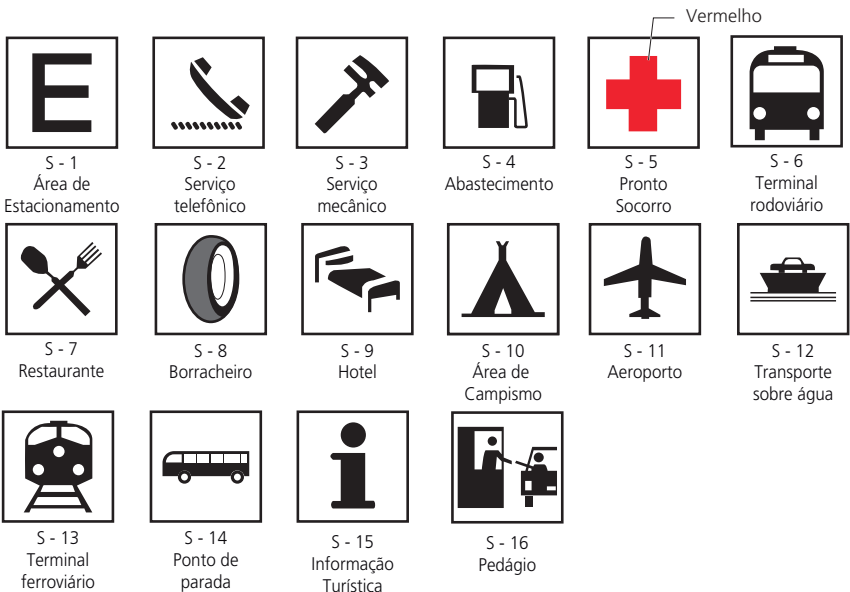 Vermelho
E
S - 1
Área de
Estacionamento
S - 2
Serviço
telefônico
S - 3
Serviço
mecânico
S - 4
Abastecimento
S - 5
Pronto
Socorro
S - 6
Terminal
rodoviário
S - 7
Restaurante
S - 8
Borracheiro
S - 9
Hotel
S - 10
Área de
Campismo
S - 11
Aeroporto
S - 12
Transporte
sobre água
S - 13
Terminal
ferroviário
S - 14
Ponto de
parada
i
S - 15
Informação
Turística
S - 16
Pedágio